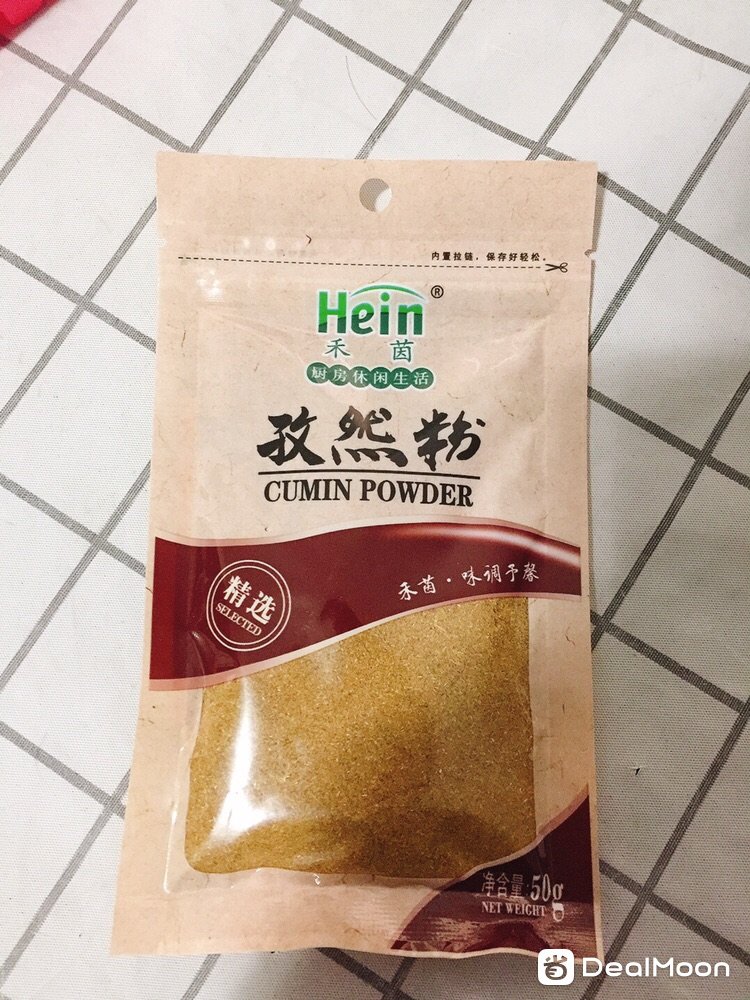 内置拉链，保存好轻松。
Hein®
禾茵
厨房休闲生活
孜然粉
CUMIN POWDER
精选
SELECTED
禾茵·味调予馨
净含量:50g
NET WEIGHT
省 DealMoon